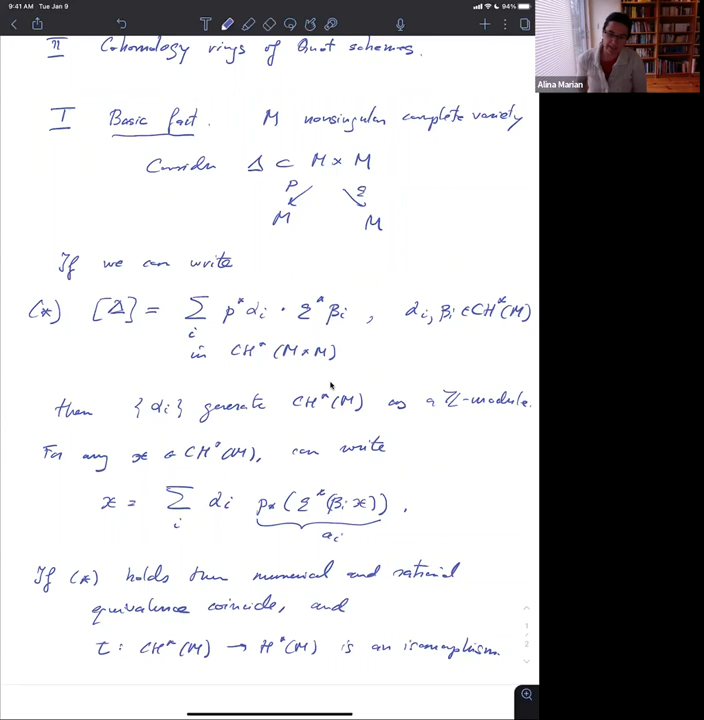 9:41 AM Tue Jan 9
94%
II Cohomology rings of Quot schemes.
I Basic fact. M nonsingular complete variety
Consider Δ ⊂ M × M
p q
M M
If we can write
(*) [Δ] = Σ p*αi · q*βi , αi, βi ∈ CH*(M)
i
in CH*(M×M)
then {αi} generate CH*(M) as a ℤ-module.
For any x ∈ CH*(M), can write
x = Σ αi p*(q*(βi x)) .
i ai
If (*) holds then numerical and rational
equivalence coincide, and
τ : CH*(M) → H*(M) is an isomorphism.
1
/ 2
Alina Marian